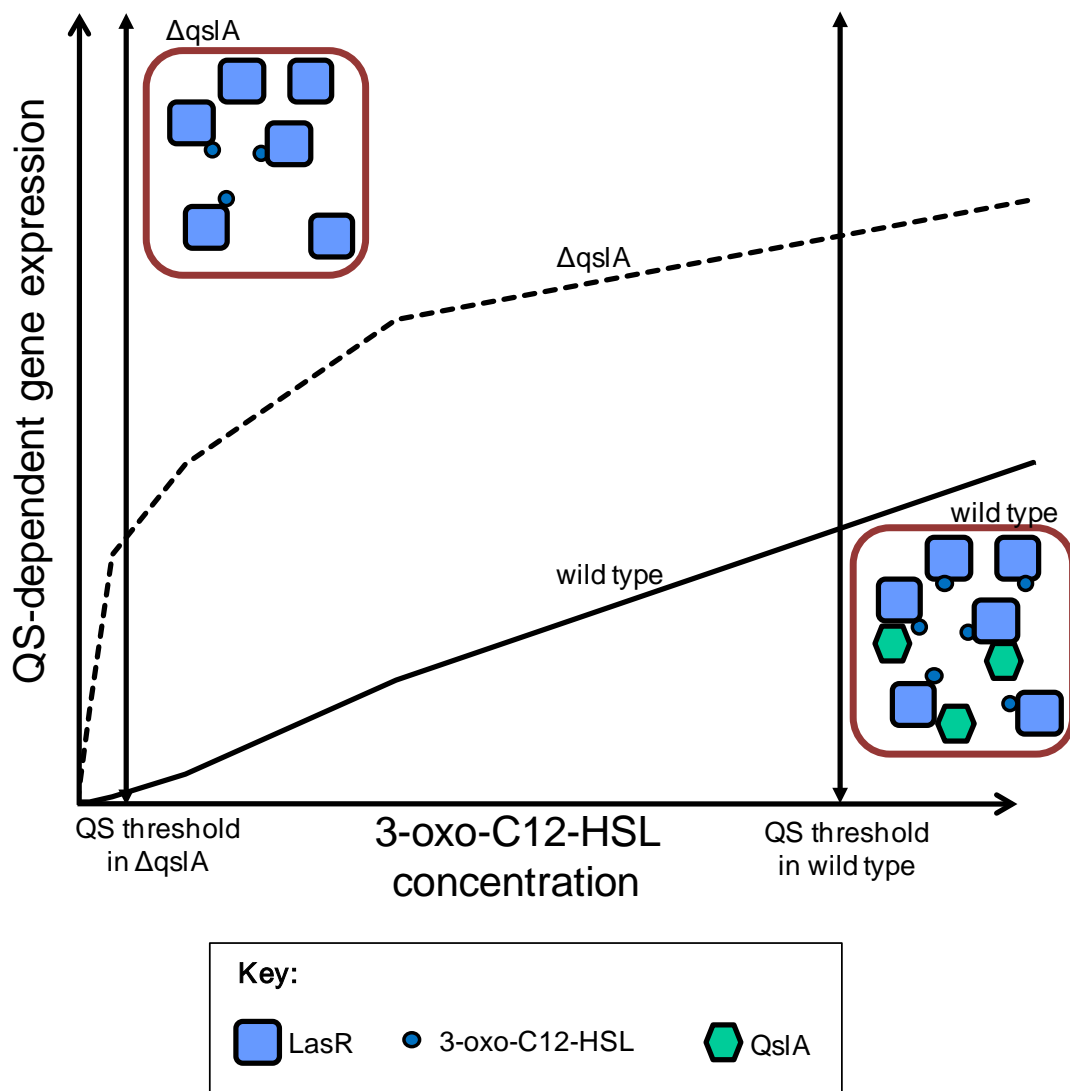 QS-dependent gene expression
ΔqslA
ΔqslA
wild type
wild type
QS threshold
in ΔqslA
3-oxo-C12-HSL
concentration
QS threshold
in wild type
Key:
LasR
3-oxo-C12-HSL
QslA